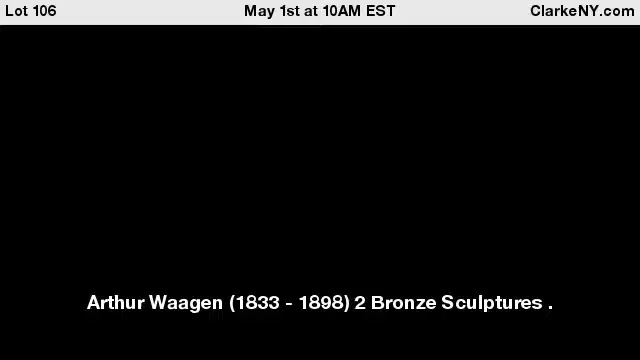 Lot 106 May 1st at 10AM EST ClarkeNY.com
Arthur Waagen (1833 - 1898) 2 Bronze Sculptures .